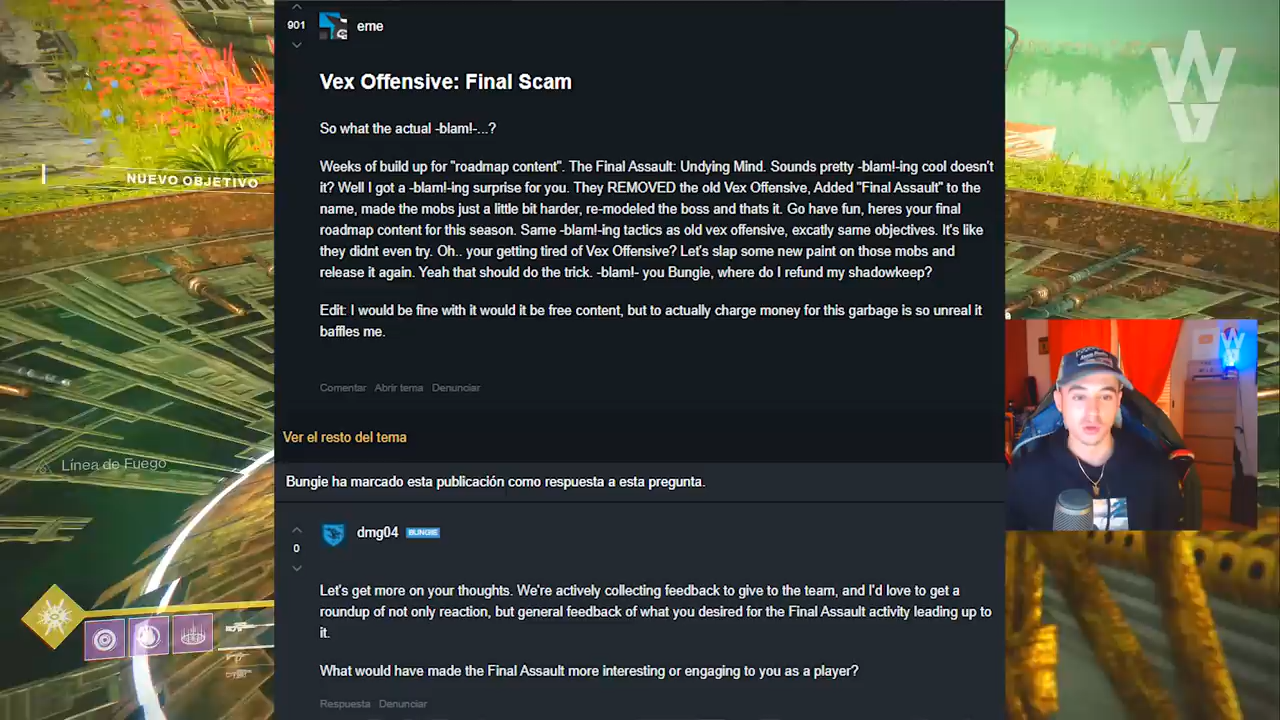 901
eme
Vex Offensive: Final Scam
So what the actual -blam!-...?
Weeks of build up for "roadmap content". The Final Assault: Undying Mind. Sounds pretty -blam!-ing cool doesn't
it? Well I got a -blam!-ing surprise for you. They REMOVED the old Vex Offensive, Added "Final Assault" to the
name, made the mobs just a little bit harder, re-modeled the boss and thats it. Go have fun, heres your final
roadmap content for this season. Same -blam!-ing tactics as old vex offensive, excatly same objectives. It's like
they didnt even try. Oh.. your getting tired of Vex Offensive? Let's slap some new paint on those mobs and
release it again. Yeah that should do the trick. -blam!- you Bungie, where do I refund my shadowkeep?
Edit: I would be fine with it would it be free content, but to actually charge money for this garbage is so unreal it
baffles me.
Comentar Abrir tema Denunciar
Ver el resto del tema
Bungie ha marcado esta publicación como respuesta a esta pregunta.
dmg04 BUNGIE
0
Let's get more on your thoughts. We're actively collecting feedback to give to the team, and I'd love to get a
roundup of not only reaction, but general feedback of what you desired for the Final Assault activity leading up to
it.
What would have made the Final Assault more interesting or engaging to you as a player?
Respuesta Denunciar
NUEVO OBJETIVO
Línea de Fuego
WG